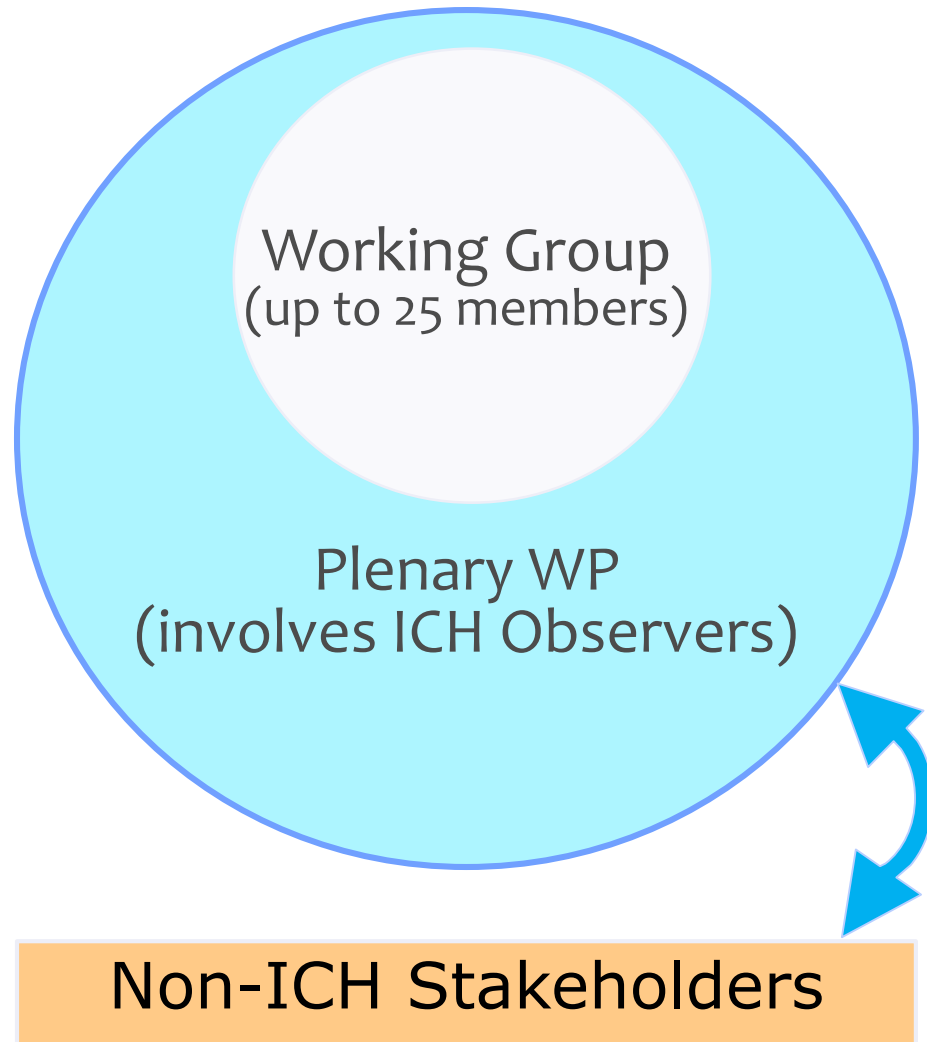 Working Group
(up to 25 members)
Plenary WP
(involves ICH Observers)
Non-ICH Stakeholders